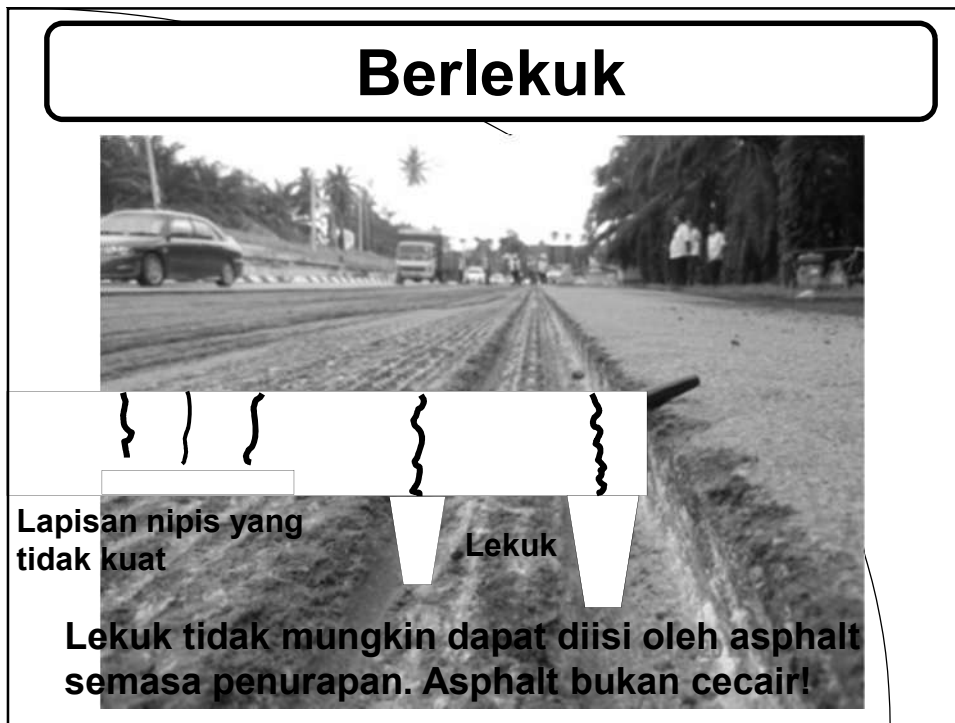 Berlekuk
Lapisan nipis yang
tidak kuat
Lekuk
Lekuk tidak mungkin dapat diisi oleh asphalt
semasa penurapan. Asphalt bukan cecair!